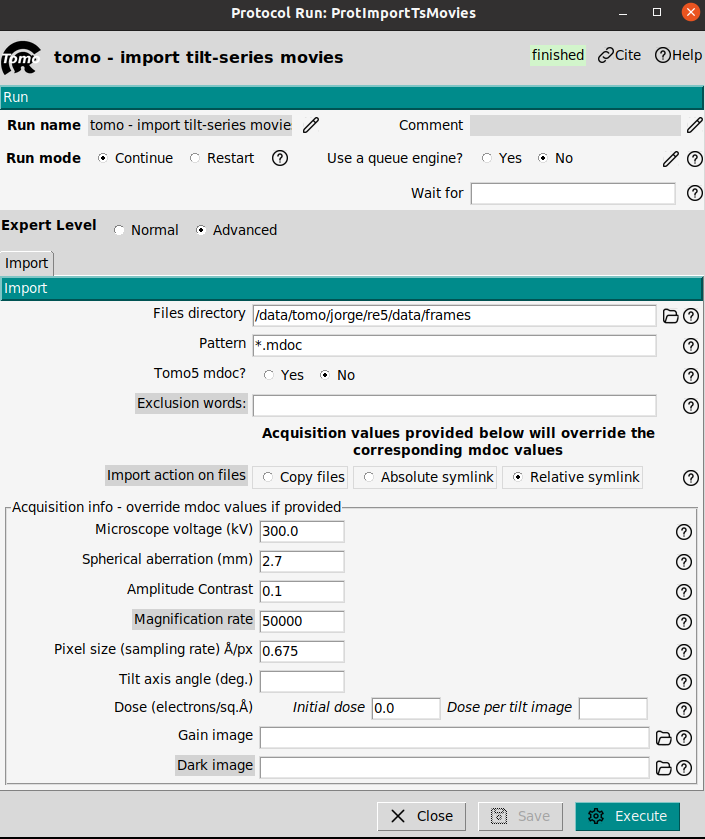 Protocol Run: ProtImportTsMovies
Tomo tomo - import tilt-series movies finished Cite Help
Run
Run name tomo - import tilt-series movie Comment
Run mode Continue Restart Use a queue engine? Yes No
Wait for
Expert Level Normal Advanced
Import
Import
Files directory /data/tomo/jorge/re5/data/frames
Pattern *.mdoc
Tomo5 mdoc? Yes No
Exclusion words:
Acquisition values provided below will override the
corresponding mdoc values
Import action on files Copy files Absolute symlink Relative symlink
Acquisition info - override mdoc values if provided
Microscope voltage (kV) 300.0
Spherical aberration (mm) 2.7
Amplitude Contrast 0.1
Magnification rate 50000
Pixel size (sampling rate) Å/px 0.675
Tilt axis angle (deg.)
Dose (electrons/sq.Å) Initial dose 0.0 Dose per tilt image
Gain image
Dark image
Close Save Execute